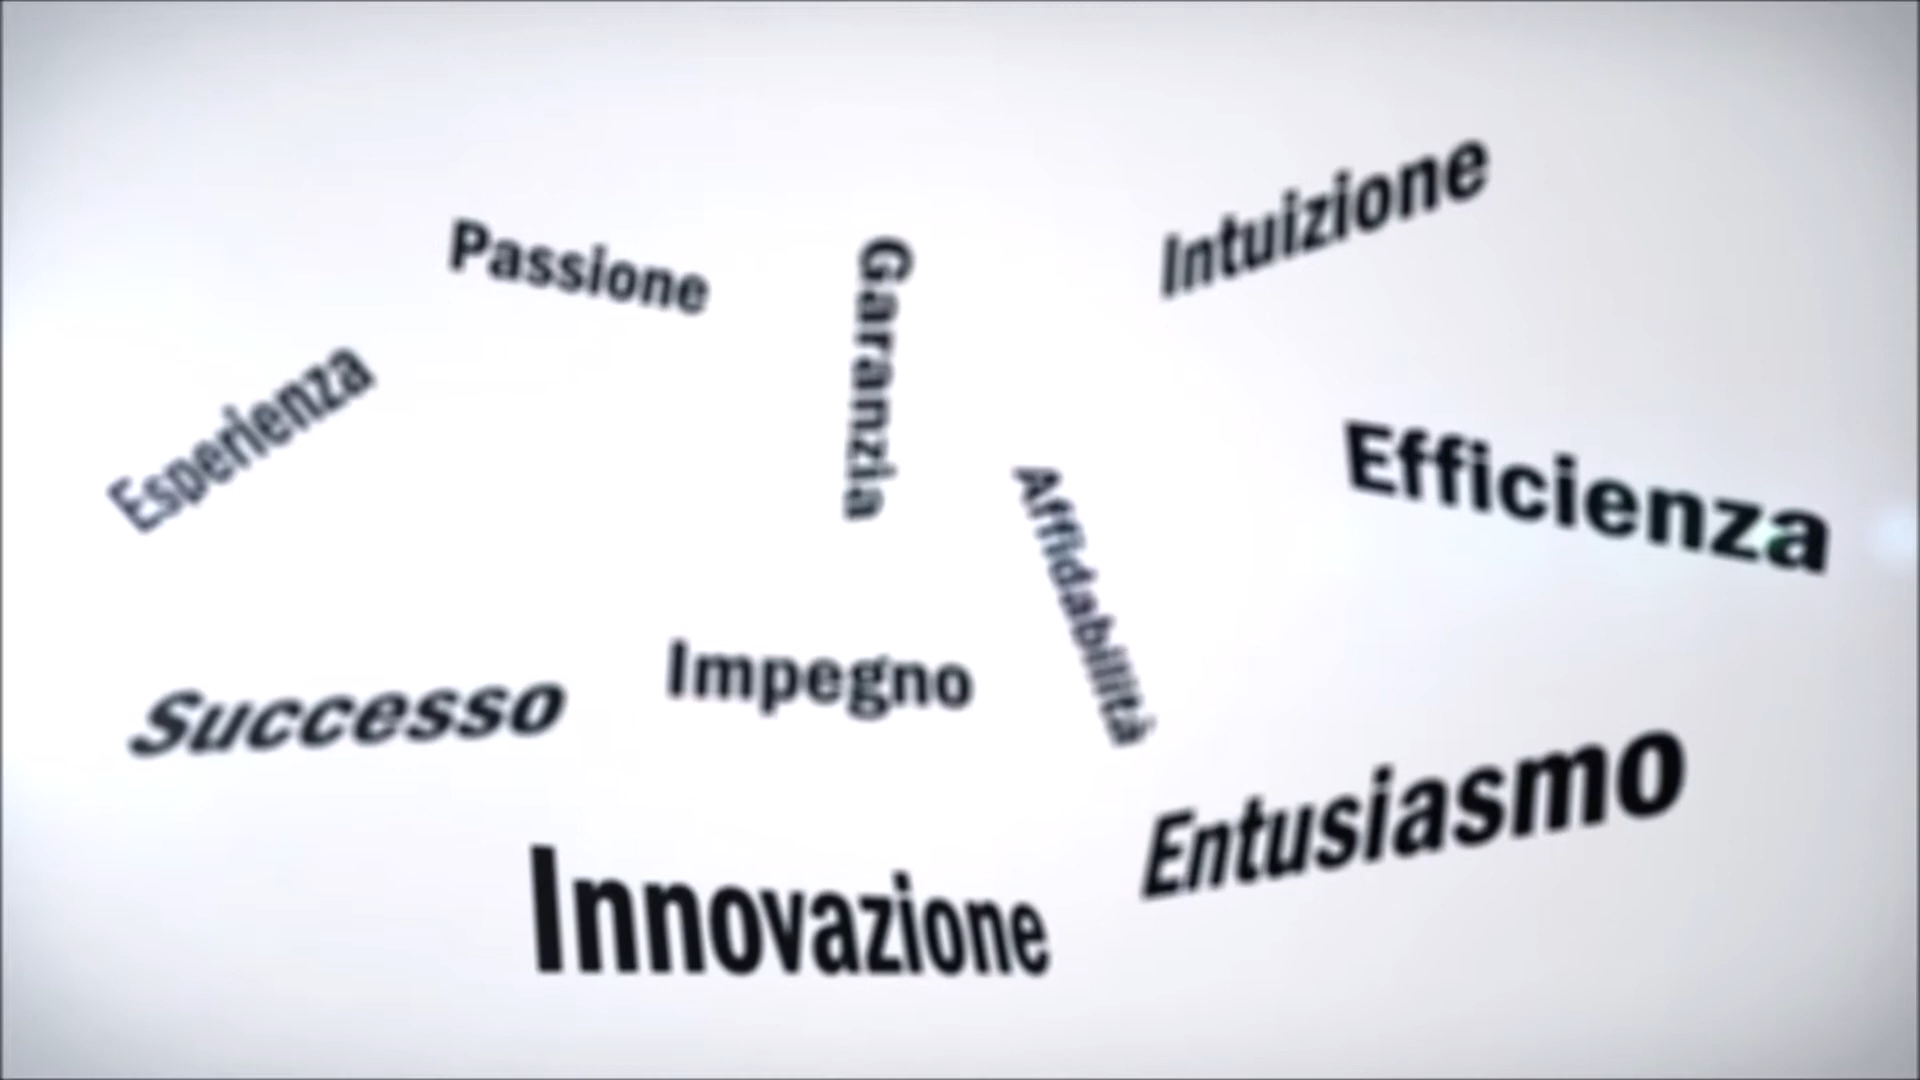 Intuizione
Passione
Garanzia
Esperienza
Efficienza
Affidabilità
Impegno
Successo
Entusiasmo
Innovazione